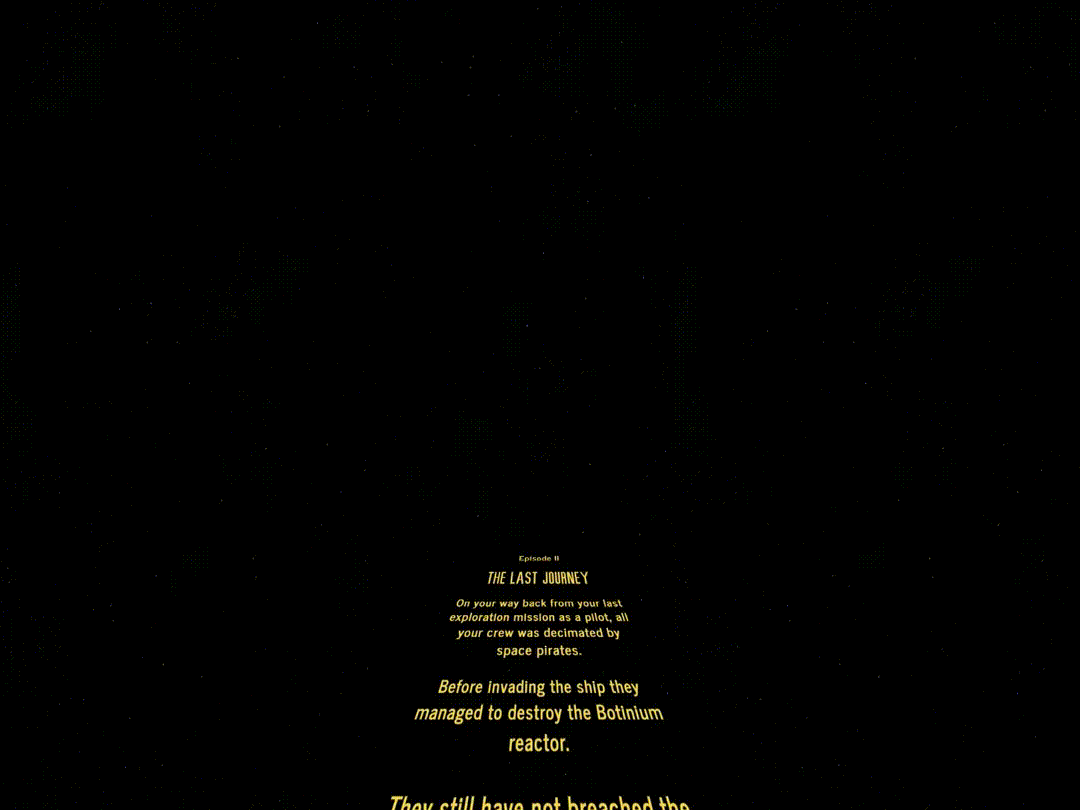 Episode II
THE LAST JOURNEY
On your way back from your last
exploration mission as a pilot, all
your crew was decimated by
space pirates.
Before invading the ship they
managed to destroy the Botinium
reactor.
They still have not breached the